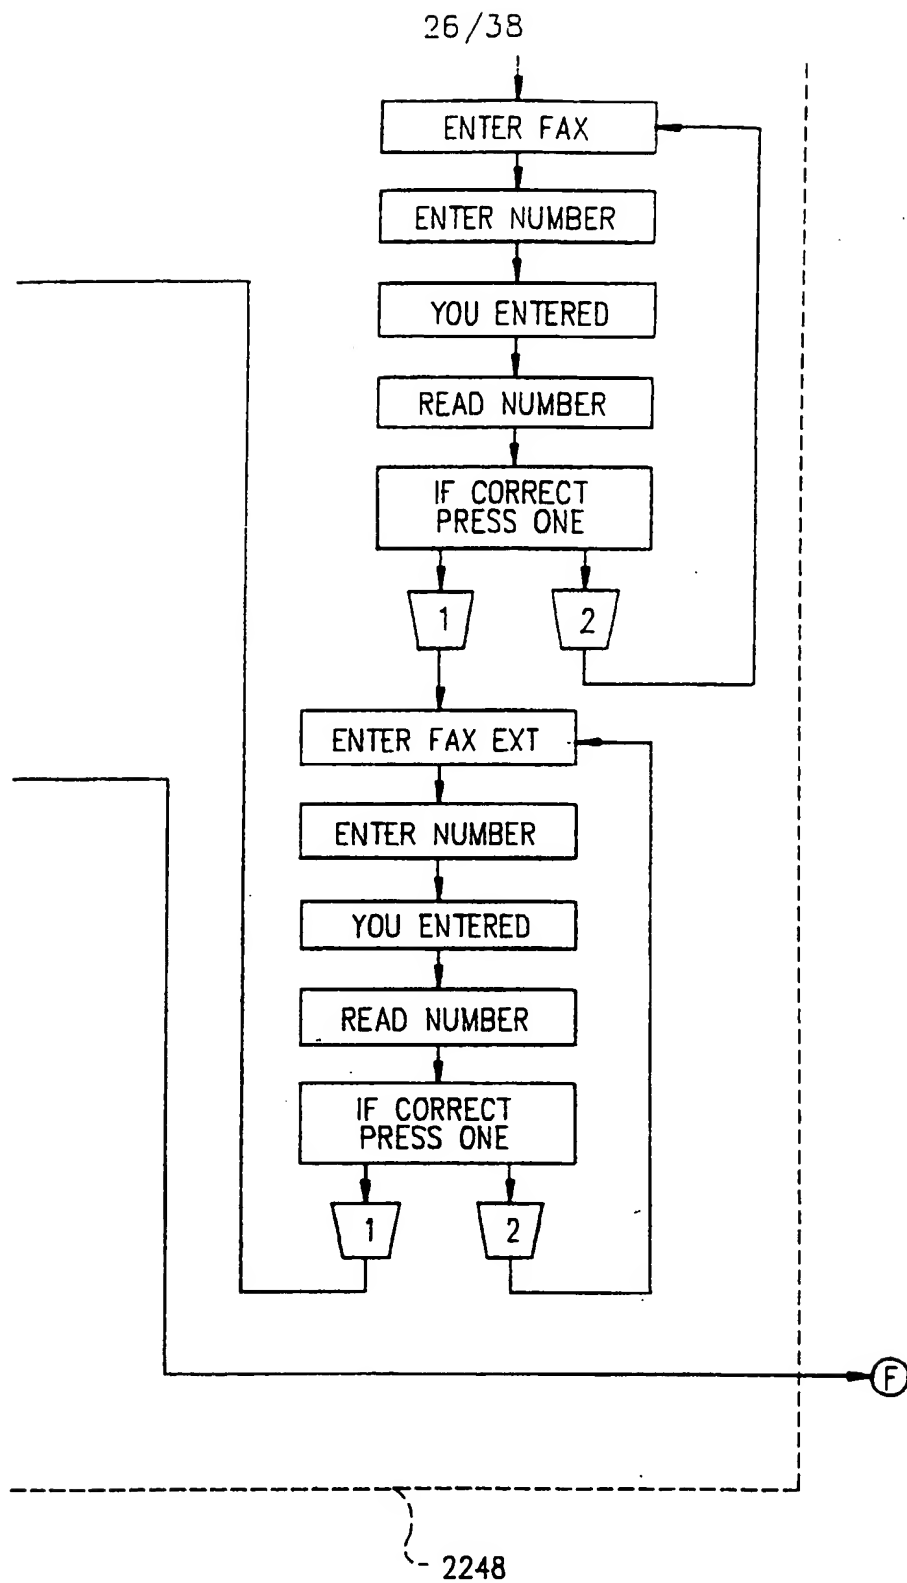 26/38
ENTER FAX
ENTER NUMBER
YOU ENTERED
READ NUMBER
IF CORRECT
PRESS ONE
1
2
ENTER FAX EXT
ENTER NUMBER
YOU ENTERED
READ NUMBER
IF CORRECT
PRESS ONE
1
2
F
2248